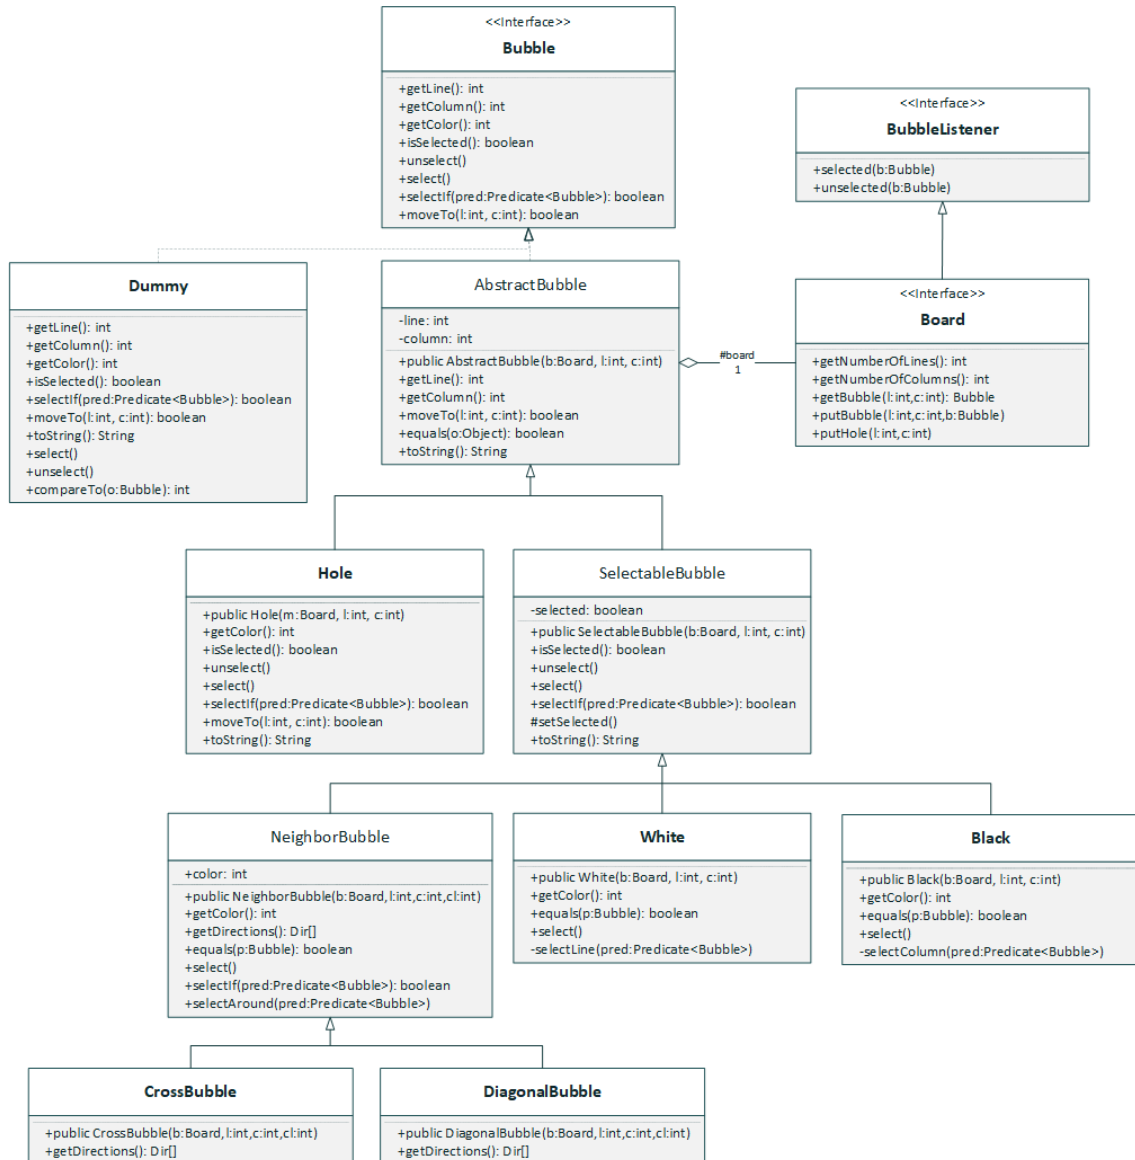 <<Interface>>
Bubble
+getLine(): int
+getColumn(): int
+getColor(): int
+isSelected(): boolean
+unselect()
+select()
+selectIf(pred:Predicate<Bubble>): boolean
+moveTo(l:int, c:int): boolean
<<Interface>>
BubbleListener
+selected(b:Bubble)
+unselected(b:Bubble)
Dummy
+getLine(): int
+getColumn(): int
+getColor(): int
+isSelected(): boolean
+selectIf(pred:Predicate<Bubble>): boolean
+moveTo(l:int, c:int): boolean
+toString(): String
+select()
+unselect()
+compareTo(o:Bubble): int
AbstractBubble
-line: int
-column: int
+public AbstractBubble(b:Board, l:int, c:int)
+getLine(): int
+getColumn(): int
+moveTo(l:int, c:int): boolean
+equals(o:Object): boolean
+toString(): String
#board
1
<<Interface>>
Board
+getNumberOfLines(): int
+getNumberOfColumns(): int
+getBubble(l:int,c:int): Bubble
+putBubble(l:int,c:int,b:Bubble)
+putHole(l:int,c:int)
Hole
+public Hole(m:Board, l:int, c:int)
+getColor(): int
+isSelected(): boolean
+unselect()
+select()
+selectIf(pred:Predicate<Bubble>): boolean
+moveTo(l:int, c:int): boolean
+toString(): String
SelectableBubble
-selected: boolean
+public SelectableBubble(b:Board, l:int, c:int)
+isSelected(): boolean
+unselect()
+select()
+selectIf(pred:Predicate<Bubble>): boolean
#setSelected()
+toString(): String
NeighborBubble
+color: int
+public NeighborBubble(b:Board,l:int,c:int,cl:int)
+getColor(): int
+getDirections(): Dir[]
+equals(p:Bubble): boolean
+select()
+selectIf(pred:Predicate<Bubble>): boolean
+selectAround(pred:Predicate<Bubble>)
White
+public White(b:Board, l:int, c:int)
+getColor(): int
+equals(p:Bubble): boolean
+select()
-selectLine(pred:Predicate<Bubble>)
Black
+public Black(b:Board, l:int, c:int)
+getColor(): int
+equals(p:Bubble): boolean
+select()
-selectColumn(pred:Predicate<Bubble>)
CrossBubble
+public CrossBubble(b:Board,l:int,c:int,cl:int)
+getDirections(): Dir[]
DiagonalBubble
+public DiagonalBubble(b:Board,l:int,c:int,cl:int)
+getDirections(): Dir[]